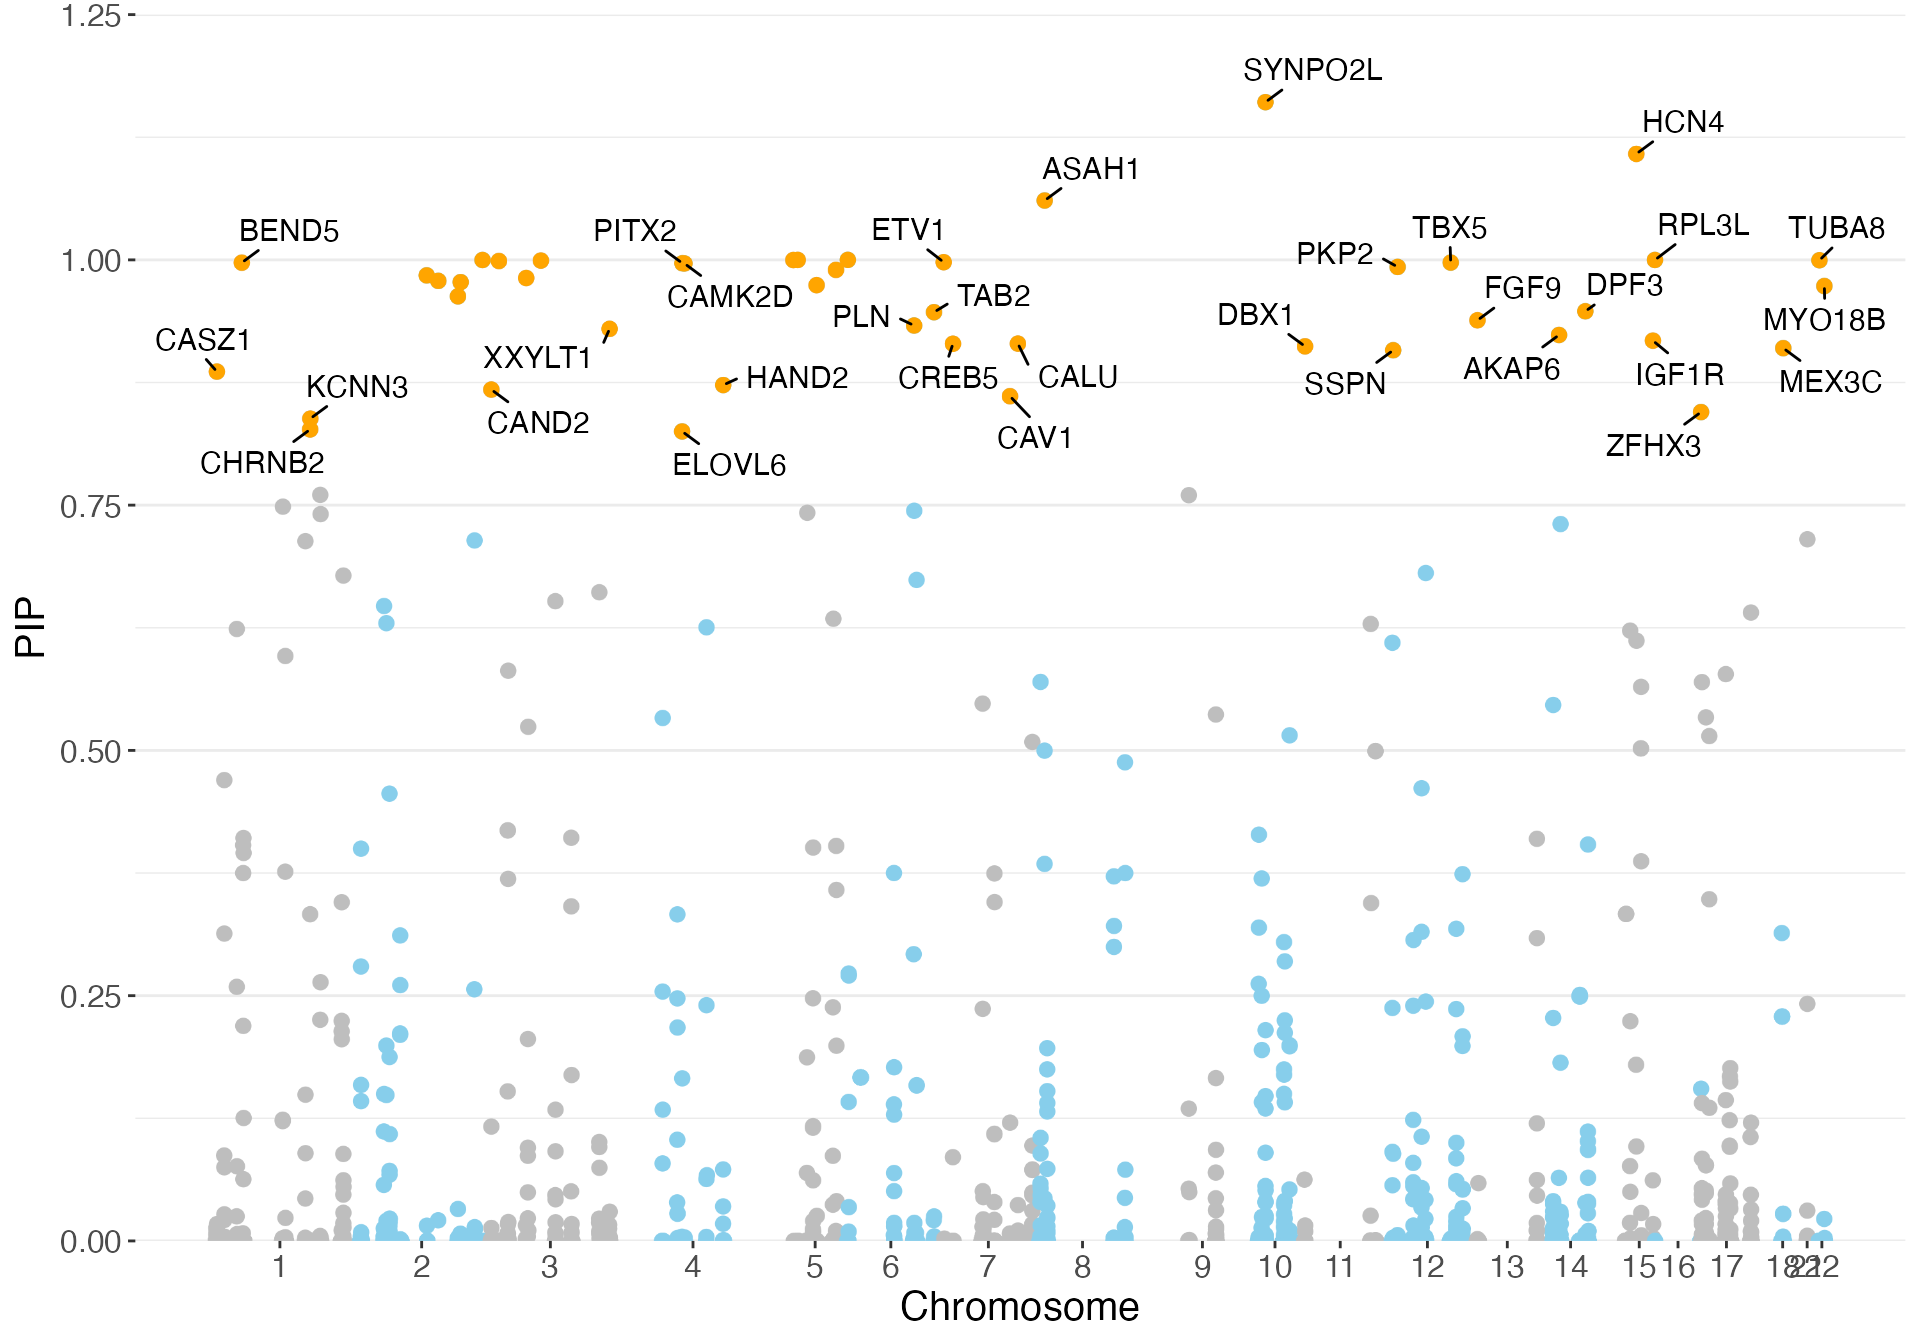 1.25
SYNPO2L
HCN4
ASAH1
BEND5
PITX2
ETV1
TBX5
RPL3L
TUBA8
1.00
PKP2
CAMK2D
TAB2
FGF9
DPF3
PLN
DBX1
MYO18B
CASZ1
XXYLT1
KCNN3
HAND2
CREB5
CALU
SSPN
AKAP6
IGF1R
MEX3C
CAND2
CAV1
ZFHX3
CHRNB2
ELOVL6
0.75
PIP
0.50
0.25
0.00
1 2 3 4 5 6 7 8 9 10 11 12 13 14 15 16 17 18 21 22
Chromosome